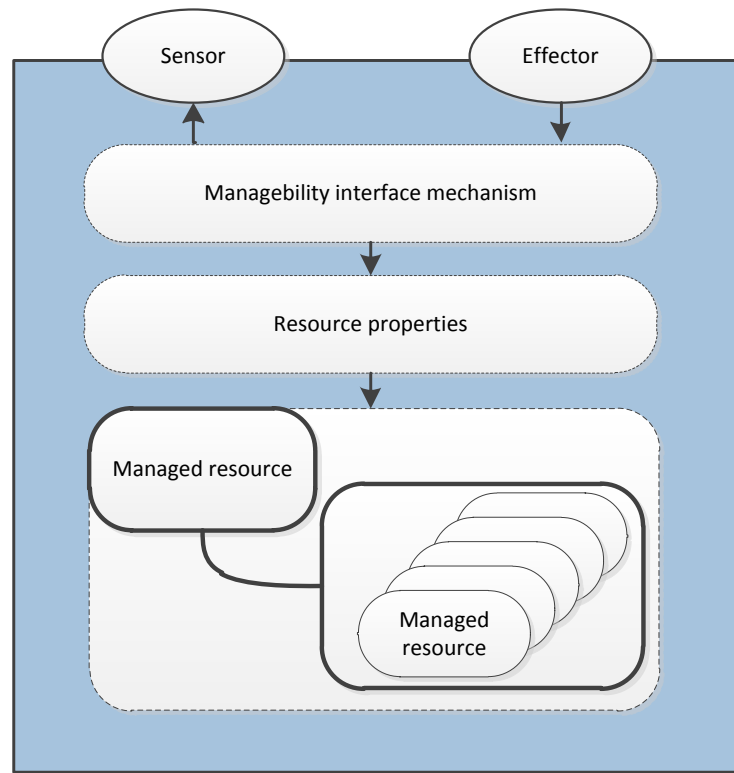 Sensor
Effector
Managebility interface mechanism
Resource properties
Managed resource
Managed
resource